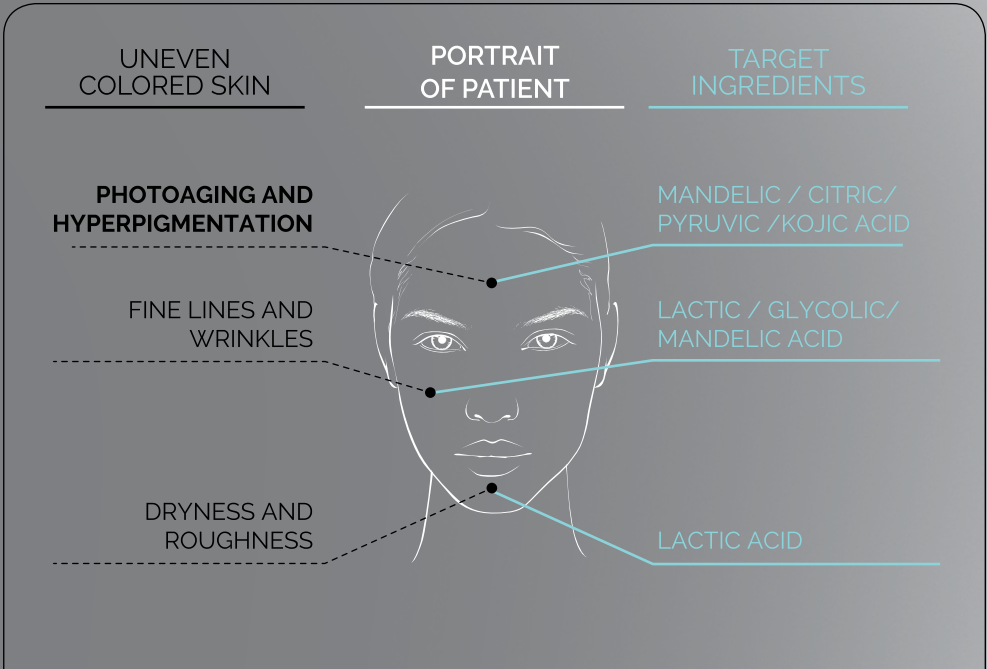 UNEVEN
COLORED SKIN
PORTRAIT
OF PATIENT
TARGET
INGREDIENTS
PHOTOAGING AND
HYPERPIGMENTATION
MANDELIC / CITRIC/
PYRUVIC /KOJIC ACID
FINE LINES AND
WRINKLES
LACTIC / GLYCOLIC/
MANDELIC ACID
DRYNESS AND
ROUGHNESS
LACTIC ACID